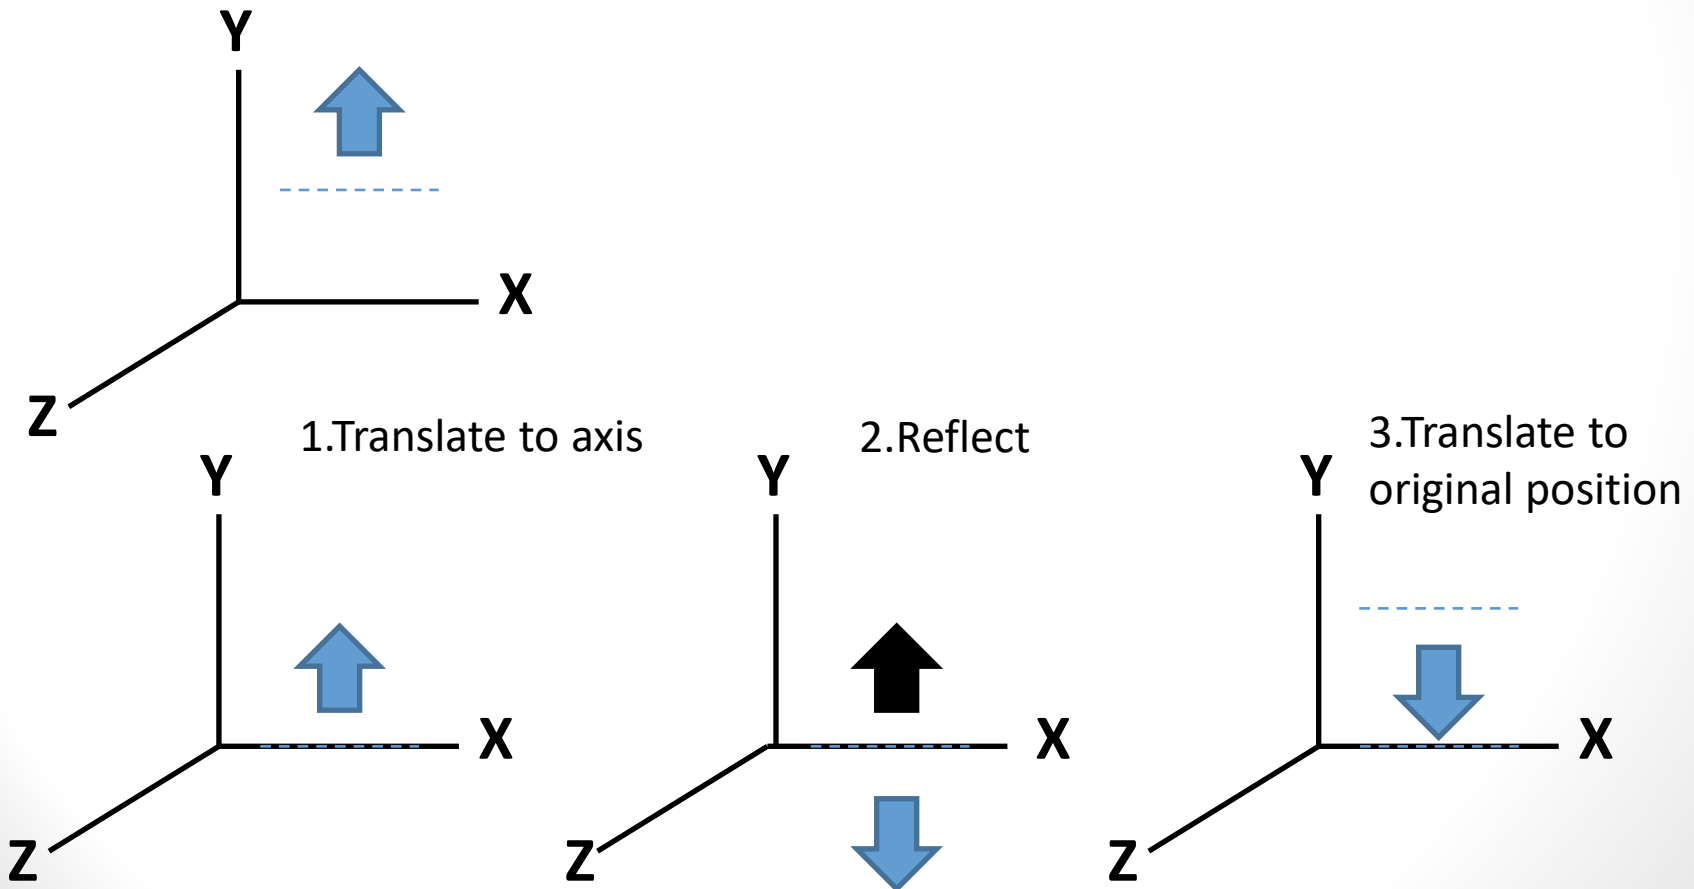 Y
X
Z
1.Translate to axis
Y
X
Z
2.Reflect
Y
X
Z
3.Translate to
original position
Y
X
Z